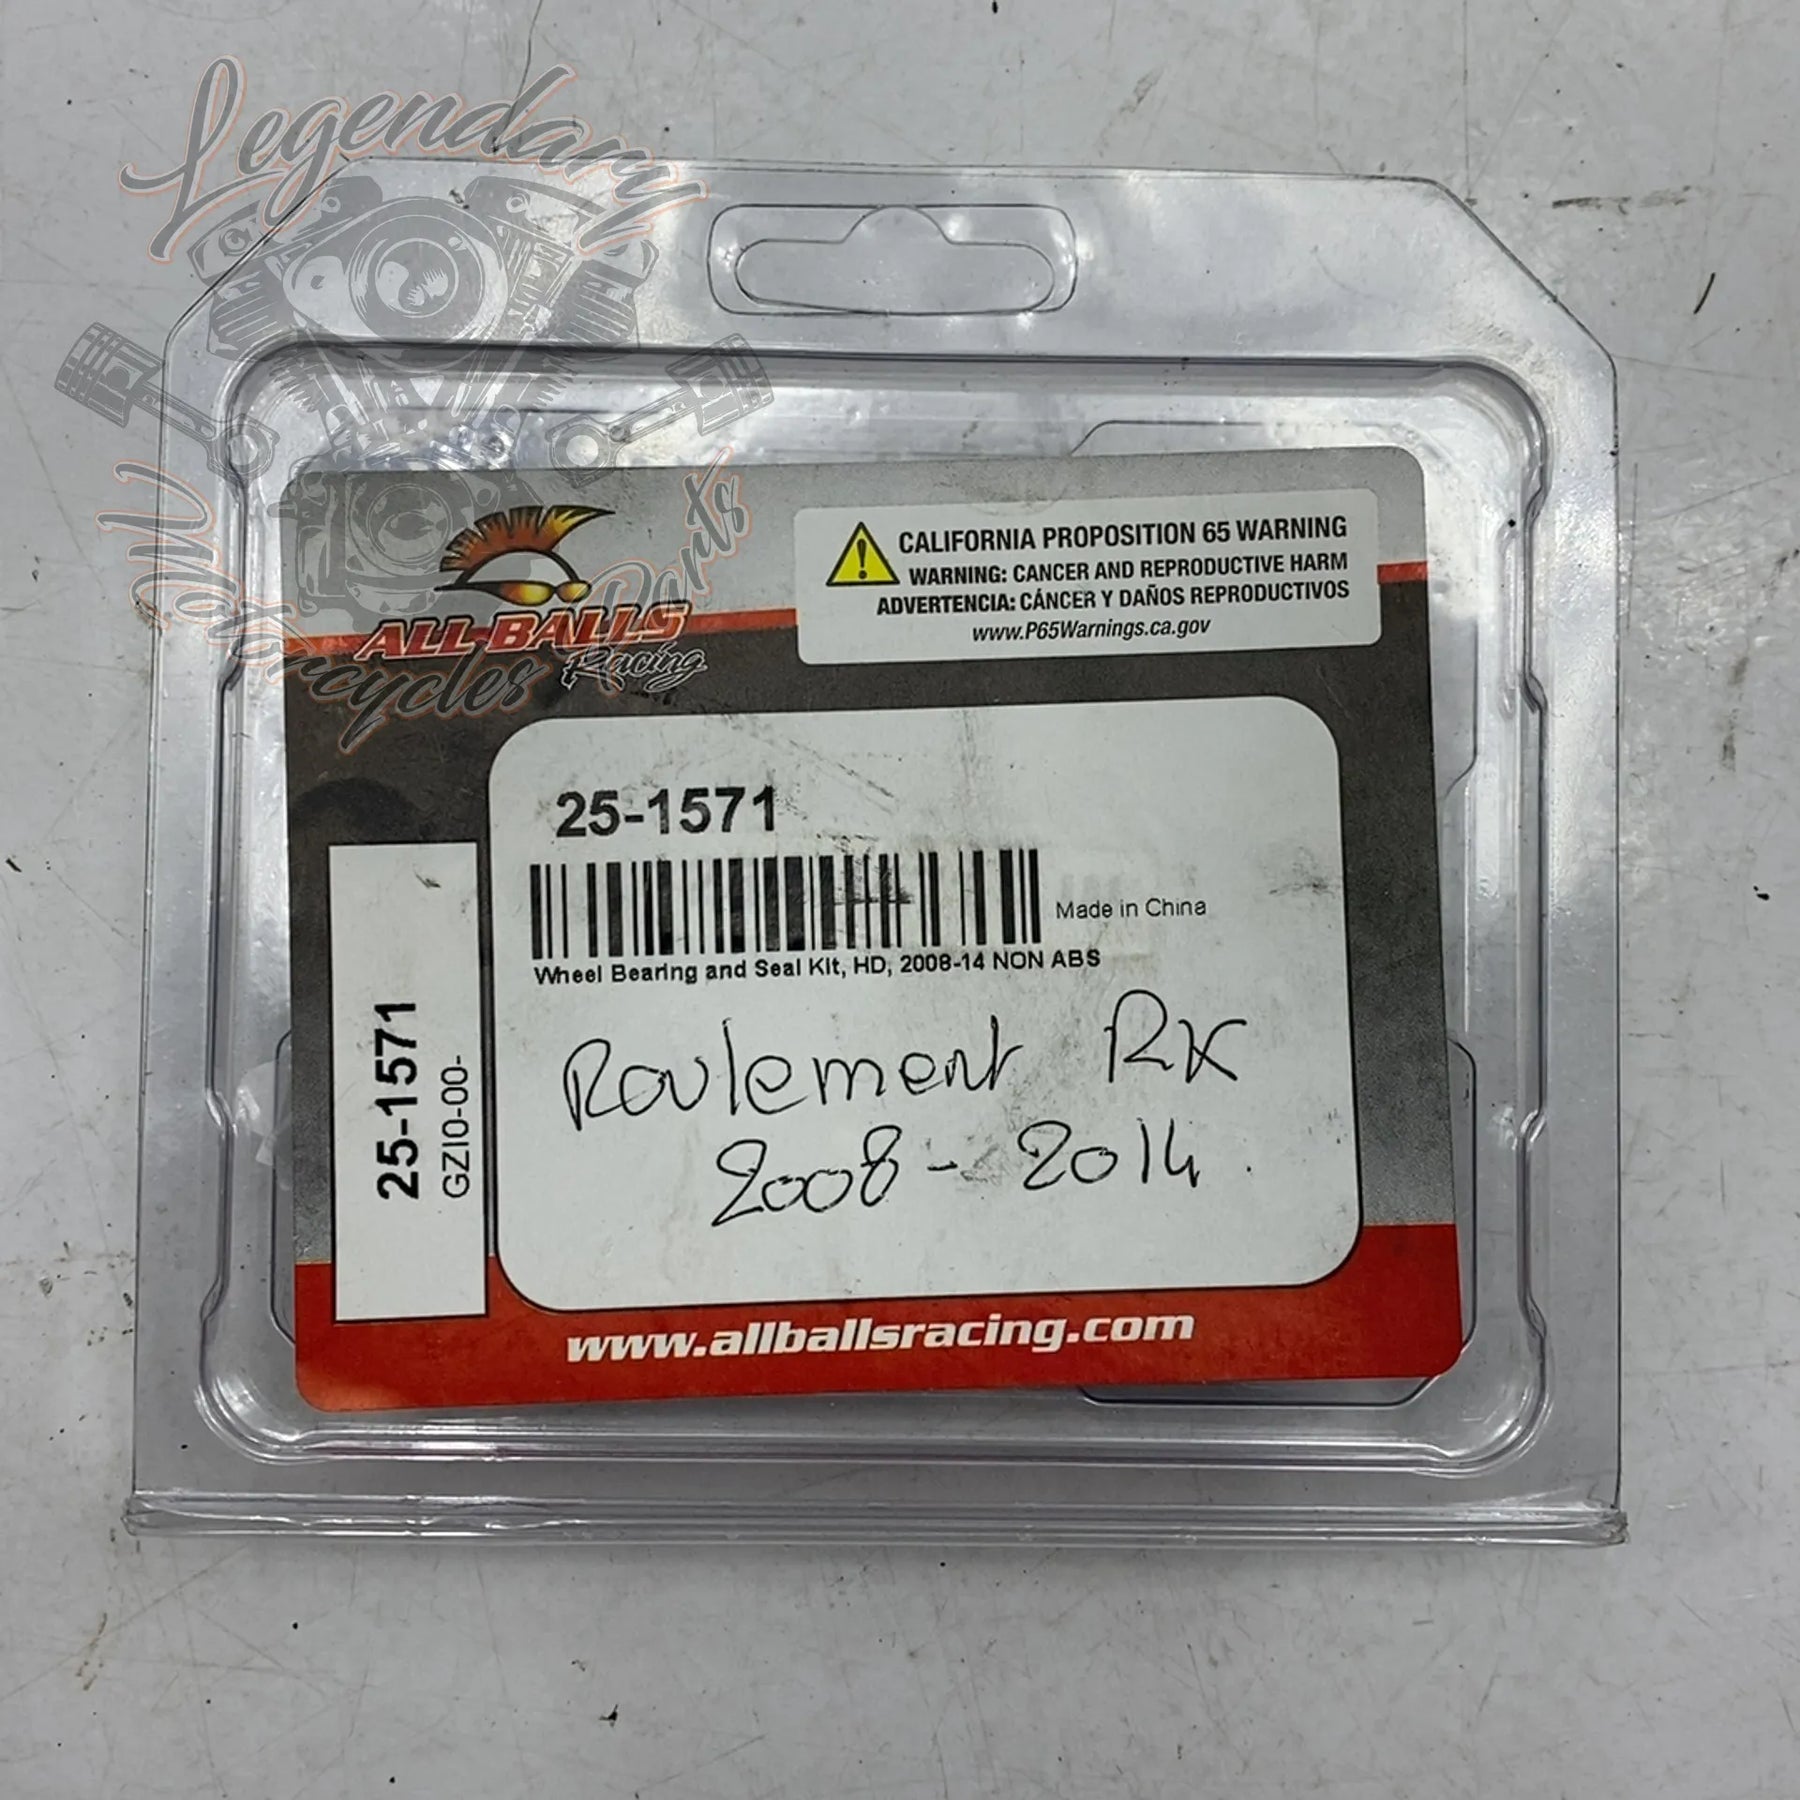 Legendary
Motorcycles Parts
ALL BALLS
Racing
CALIFORNIA PROPOSITION 65 WARNING
WARNING: CANCER AND REPRODUCTIVE HARM
ADVERTENCIA: CÁNCER Y DAÑOS REPRODUCTIVOS
www.P65Warnings.ca.gov
25-1571
Made in China
Wheel Bearing and Seal Kit, HD, 2008-14 NON ABS
Roulement RK
2008 - 2014.
25-1571
GZI0-00-
www.allballsracing.com